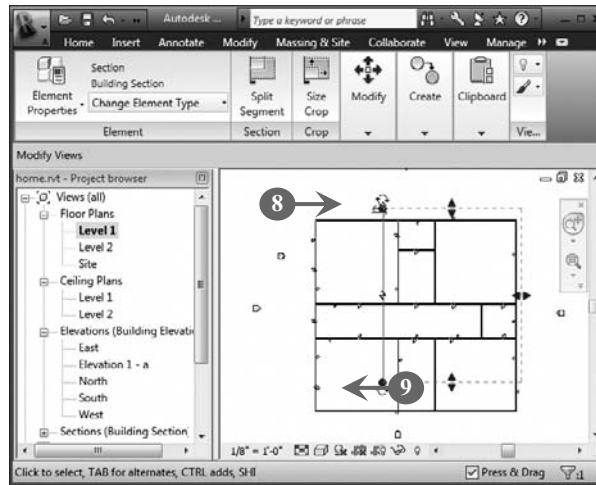 Autodesk ... Type a keyword or phrase
Home Insert Annotate Modify Massing & Site Collaborate View Manage
Section
Building Section
Element Properties
Change Element Type
Split Segment
Size Crop
Modify
Create
Clipboard
Element Section Crop Vie...
Modify Views
home.rvt - Project browser
Views (all)
Floor Plans
Level 1
Level 2
Site
Ceiling Plans
Level 1
Level 2
Elevations (Building Elevati
East
Elevation 1 - a
North
South
West
Sections (Building Section
8
9
1/8" = 1'-0"
Click to select, TAB for alternates, CTRL adds, SHI
Press & Drag
:1